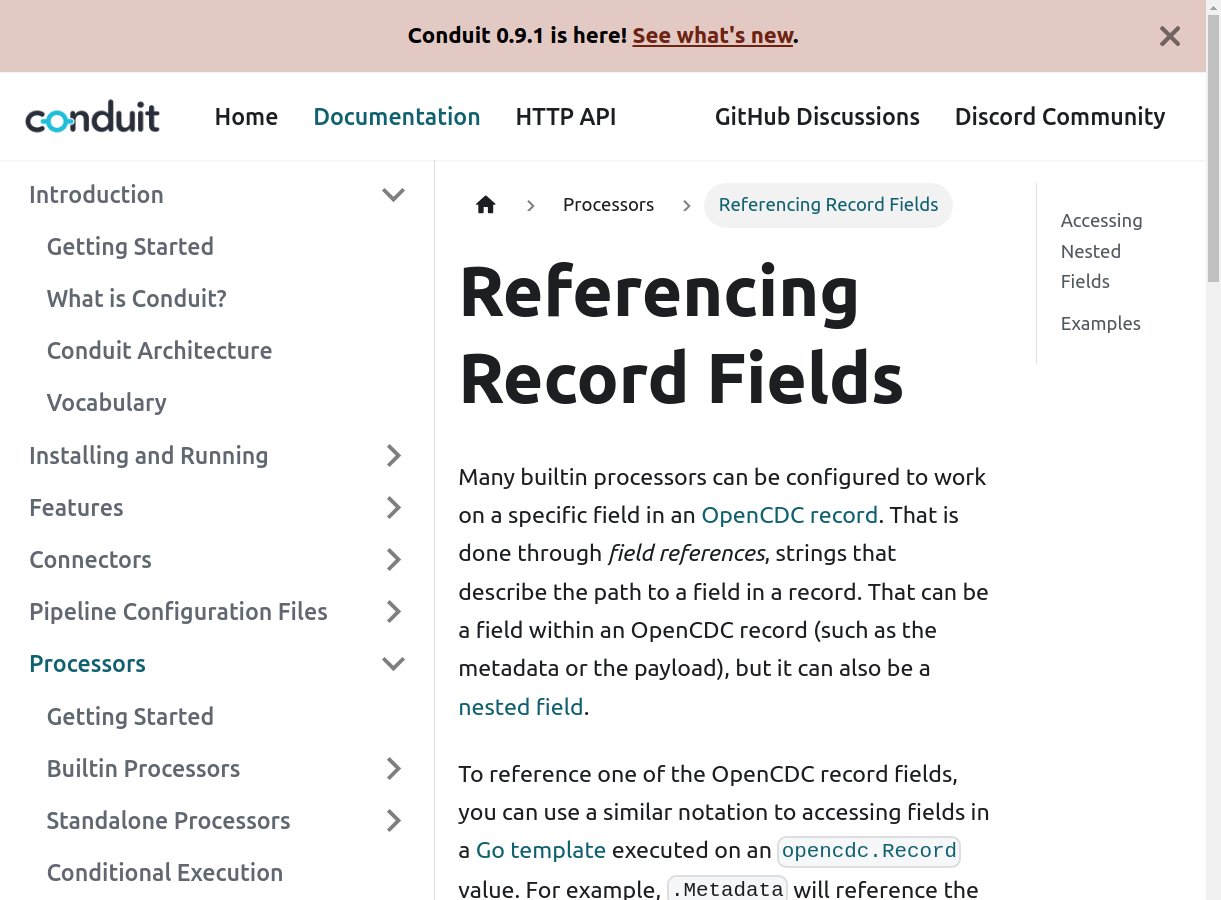 Conduit 0.9.1 is here! See what's new.
conduit
Home
Documentation
HTTP API
GitHub Discussions
Discord Community
Introduction
Getting Started
What is Conduit?
Conduit Architecture
Vocabulary
Installing and Running
Features
Connectors
Pipeline Configuration Files
Processors
Getting Started
Builtin Processors
Standalone Processors
Conditional Execution
Processors
Referencing Record Fields
Referencing
Record Fields
Many builtin processors can be configured to work
on a specific field in an OpenCDC record. That is
done through field references, strings that
describe the path to a field in a record. That can be
a field within an OpenCDC record (such as the
metadata or the payload), but it can also be a
nested field.
To reference one of the OpenCDC record fields,
you can use a similar notation to accessing fields in
a Go template executed on an opencdc.Record
value. For example, .Metadata will reference the
Accessing
Nested
Fields
Examples